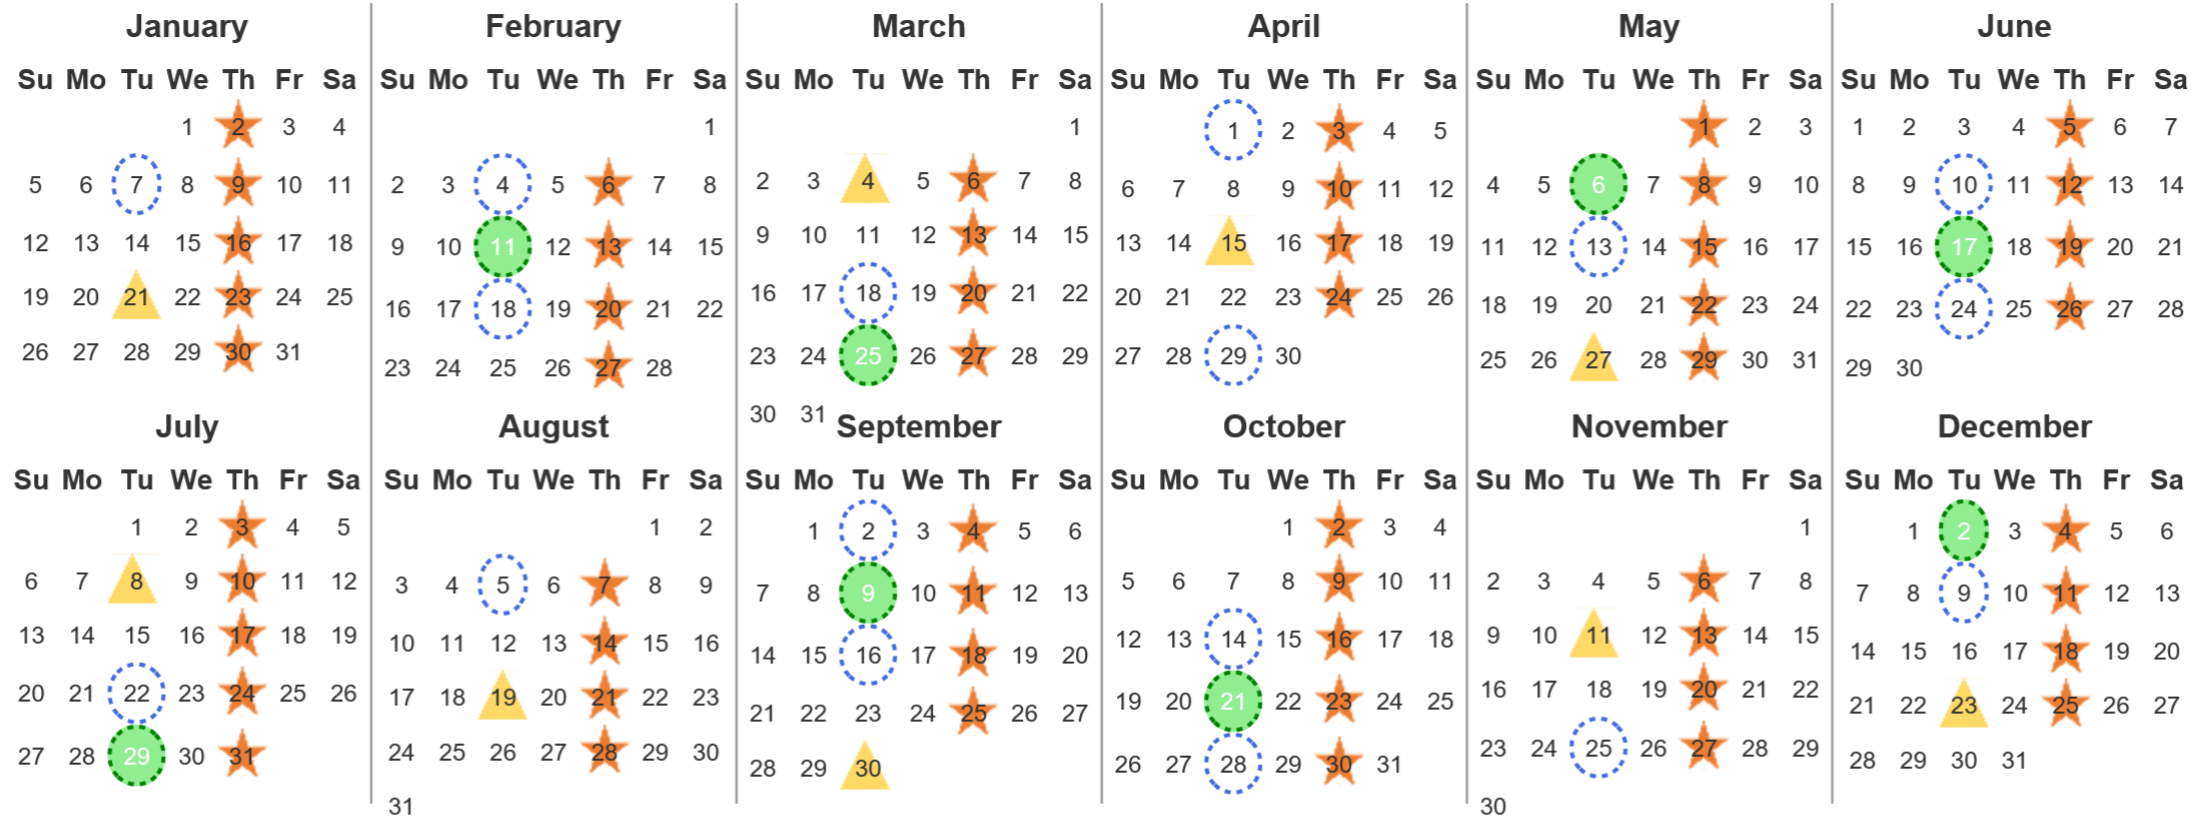 January February March April May June
Su Mo Tu We Th Fr Sa Su Mo Tu We Th Fr Sa Su Mo Tu We Th Fr Sa Su Mo Tu We Th Fr Sa Su Mo Tu We Th Fr Sa Su Mo Tu We Th Fr Sa
1 2 3 4 1 1 1 2 3 4 5 1 2 3 1 2 3 4 5 6 7
5 6 7 8 9 10 11 2 3 4 5 6 7 8 2 3 4 5 6 7 8 6 7 8 9 10 11 12 4 5 6 7 8 9 10 8 9 10 11 12 13 14
12 13 14 15 16 17 18 9 10 11 12 13 14 15 9 10 11 12 13 14 15 13 14 15 16 17 18 19 11 12 13 14 15 16 17 15 16 17 18 19 20 21
19 20 21 22 23 24 25 16 17 18 19 20 21 22 16 17 18 19 20 21 22 20 21 22 23 24 25 26 18 19 20 21 22 23 24 22 23 24 25 26 27 28
26 27 28 29 30 31 23 24 25 26 27 28 23 24 25 26 27 28 29 27 28 29 30 25 26 27 28 29 30 31 29 30
30 31
July August September October November December
Su Mo Tu We Th Fr Sa Su Mo Tu We Th Fr Sa Su Mo Tu We Th Fr Sa Su Mo Tu We Th Fr Sa Su Mo Tu We Th Fr Sa Su Mo Tu We Th Fr Sa
1 2 3 4 5 1 2 1 2 3 4 5 6 1 2 3 4 1 1 2 3 4 5 6
6 7 8 9 10 11 12 3 4 5 6 7 8 9 7 8 9 10 11 12 13 5 6 7 8 9 10 11 2 3 4 5 6 7 8 7 8 9 10 11 12 13
13 14 15 16 17 18 19 10 11 12 13 14 15 16 14 15 16 17 18 19 20 12 13 14 15 16 17 18 9 10 11 12 13 14 15 14 15 16 17 18 19 20
20 21 22 23 24 25 26 17 18 19 20 21 22 23 21 22 23 24 25 26 27 19 20 21 22 23 24 25 16 17 18 19 20 21 22 21 22 23 24 25 26 27
27 28 29 30 31 24 25 26 27 28 29 30 28 29 30 26 27 28 29 30 31 23 24 25 26 27 28 29 28 29 30 31
31 30